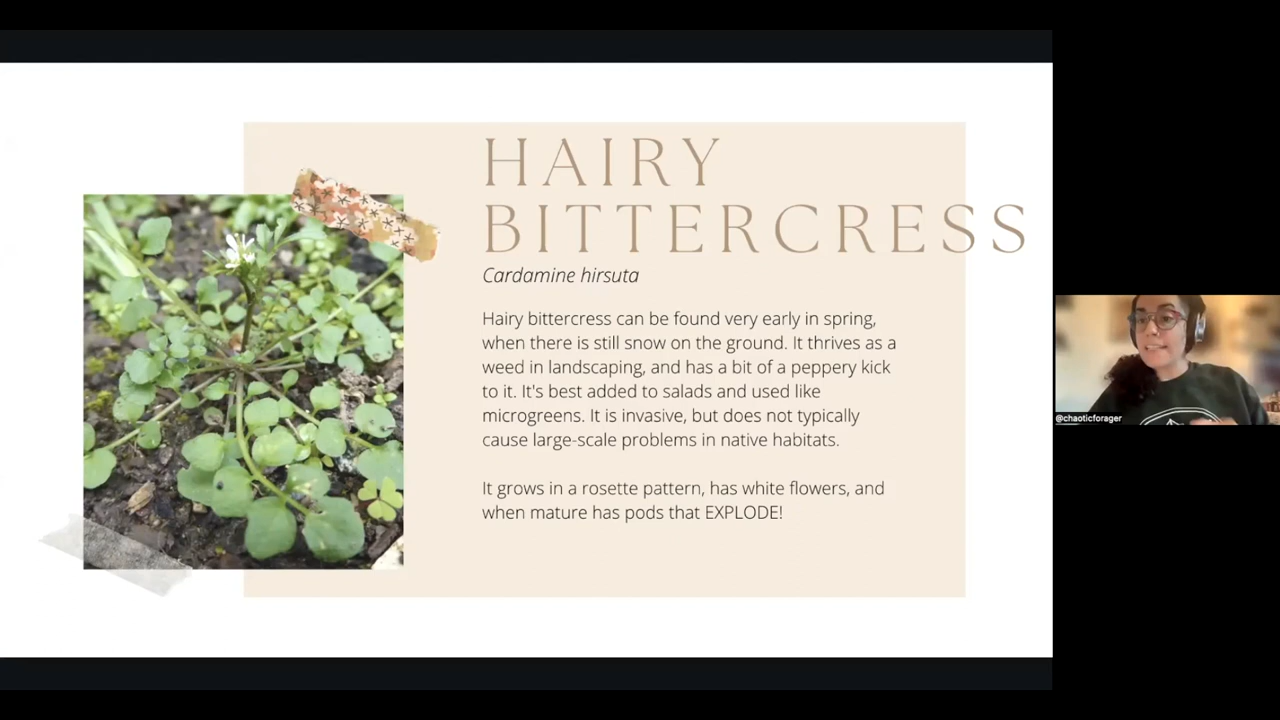 HAIRY
BITTERCRESS
Cardamine hirsuta
Hairy bittercress can be found very early in spring,
when there is still snow on the ground. It thrives as a
weed in landscaping, and has a bit of a peppery kick
to it. It's best added to salads and used like
microgreens. It is invasive, but does not typically
cause large-scale problems in native habitats.
It grows in a rosette pattern, has white flowers, and
when mature has pods that EXPLODE!
@chaoticforager